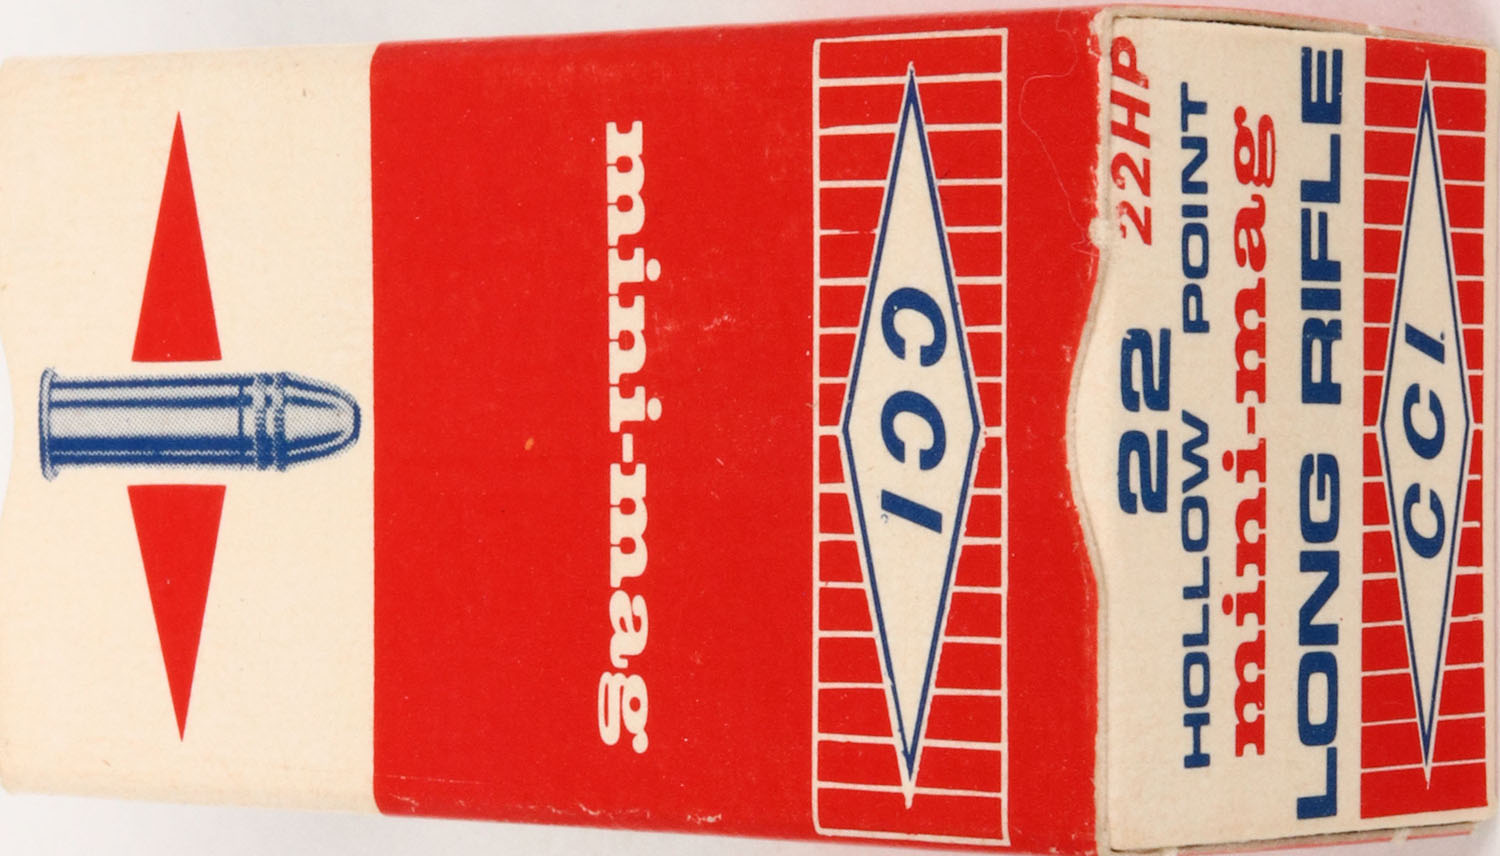 mini-mag
CCI.
22HP
22
HOLLOW POINT
mini-mag
LONG RIFLE
CCI.